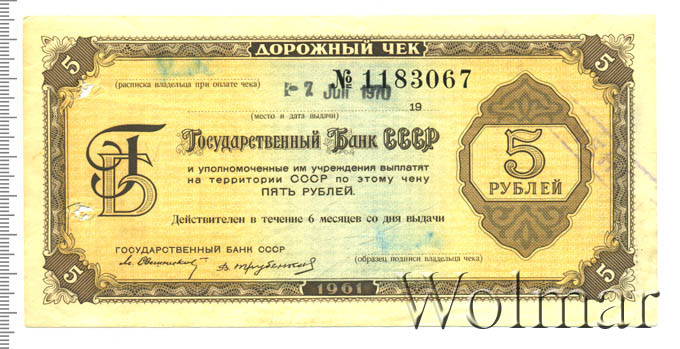 ДОРОЖНЫЙ ЧЕК
5 5
№ 1183067
(расписка владельца при оплате чека)
7 1970
19
(место и дата выдачи)
ГБ
Государственный Банк СССР
и уполномоченные им учреждения выплатят
на территории СССР по этому чеку
ПЯТЬ РУБЛЕЙ.
5
РУБЛЕЙ
Действителен в течение 6 месяцев со дня выдачи
ГОСУДАРСТВЕННЫЙ БАНК СССР
(образец подписи владельца чека)
5 5
1961
Wolmar